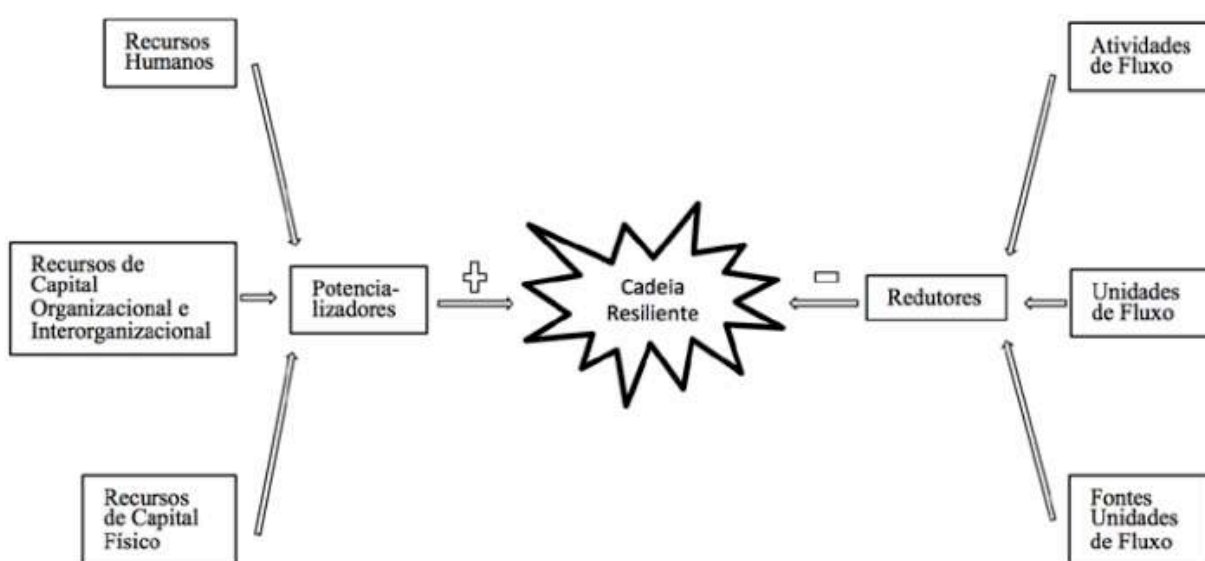 Recursos
Humanos
Atividades
de Fluxo
Recursos de
Capital
Organizacional e
Interorganizacional
Potencia-
lizadores
+
Cadeia
Resiliente
-
Redutores
Unidades
de Fluxo
Recursos
de Capital
Físico
Fontes
Unidades
de Fluxo